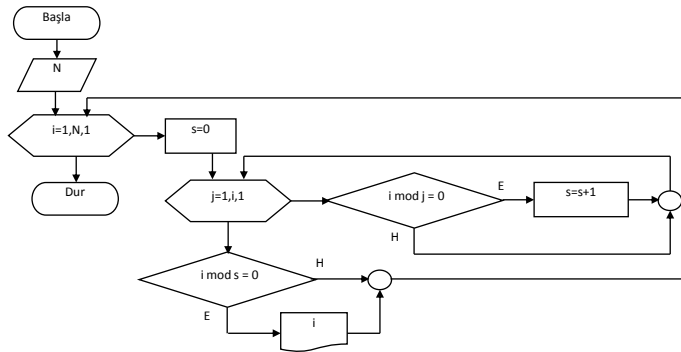 Başla
N
i=1,N,1
s=0
Dur
j=1,i,1
i mod j = 0
E
s=s+1
H
i mod s = 0
H
E
i